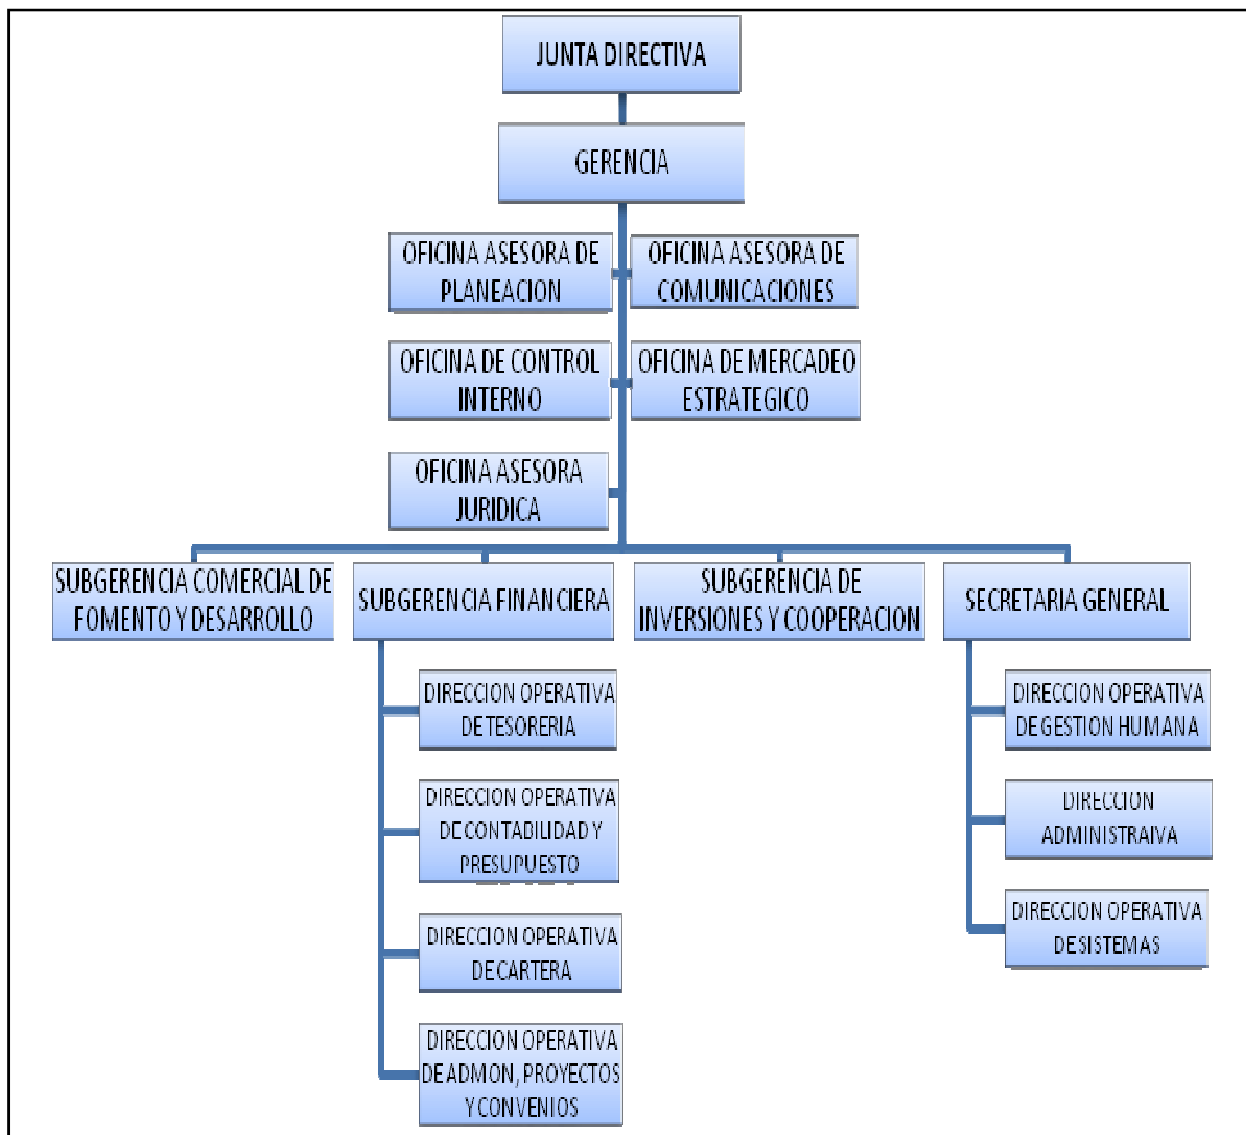 JUNTA DIRECTIVA
GERENCIA
OFICINA ASESORA DE
PLANEACION
OFICINA ASESORA DE
COMUNICACIONES
OFICINA DE CONTROL
INTERNO
OFICINA DE MERCADEO
ESTRATEGICO
OFICINA ASESORA
JURIDICA
SUBGERENCIA COMERCIAL DE
FOMENTO Y DESARROLLO
SUBGERENCIA FINANCIERA
SUBGERENCIA DE
INVERSIONES Y COOPERACION
SECRETARIA GENERAL
DIRECCION OPERATIVA
DE TESORERIA
DIRECCION OPERATIVA
DE CONTABILIDAD Y
PRESUPUESTO
DIRECCION OPERATIVA
DE CARTERA
DIRECCION OPERATIVA
DE ADMON, PROYECTOS
Y CONVENIOS
DIRECCION OPERATIVA
DE GESTION HUMANA
DIRECCION
ADMINISTRAIVA
DIRECCION OPERATIVA
DE SISTEMAS